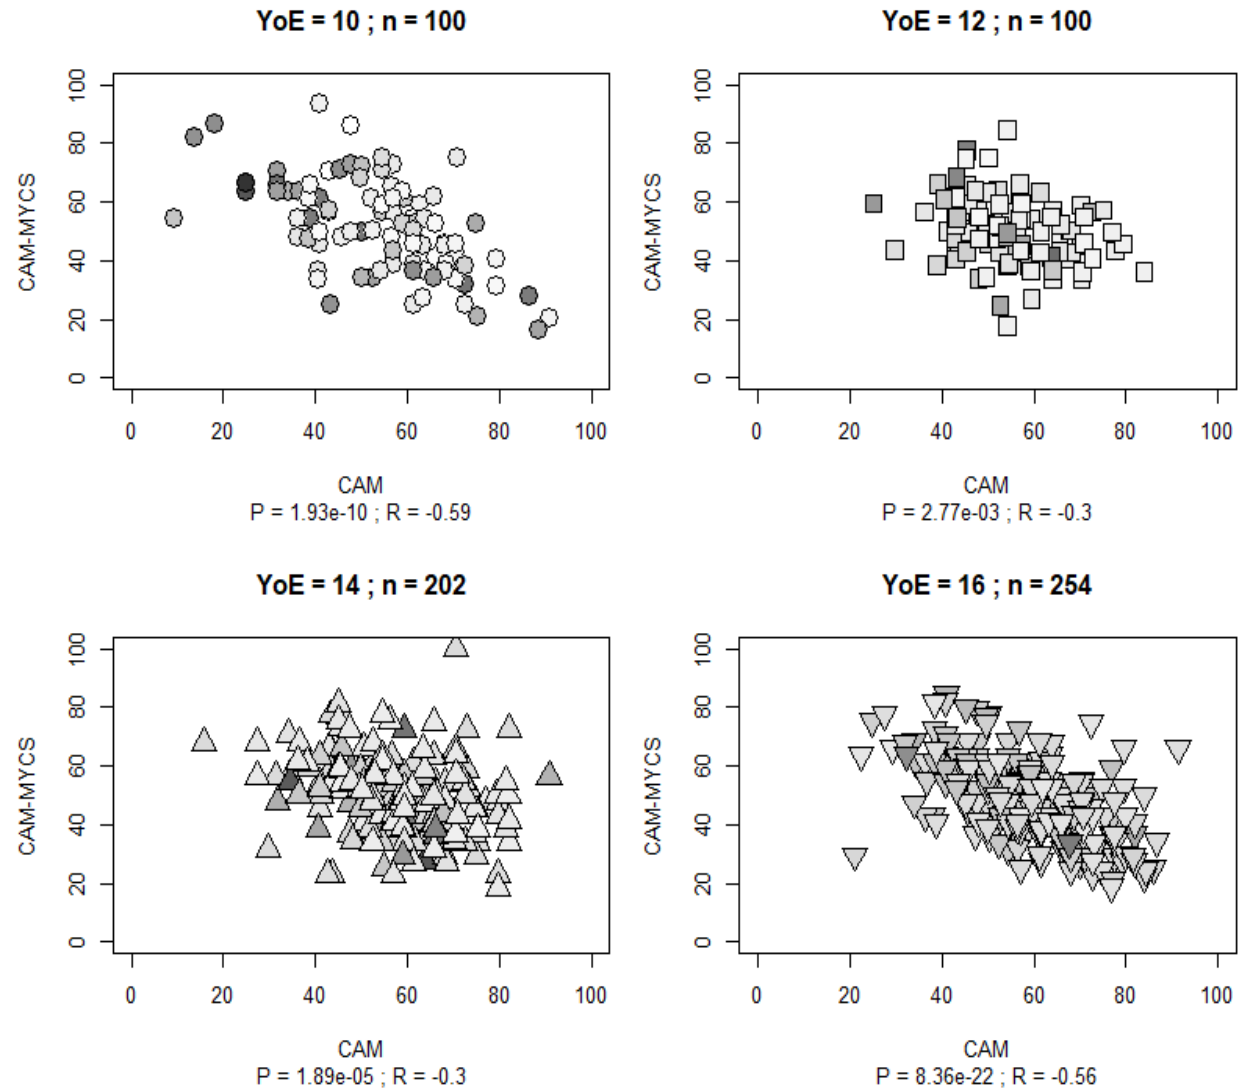 YoE = 10 ; n = 100
CAM-MYCS
100
80
60
40
20
0
0 20 40 60 80 100
CAM
P = 1.93e-10 ; R = -0.59
YoE = 12 ; n = 100
CAM-MYCS
100
80
60
40
20
0
0 20 40 60 80 100
CAM
P = 2.77e-03 ; R = -0.3
YoE = 14 ; n = 202
CAM-MYCS
100
80
60
40
20
0
0 20 40 60 80 100
CAM
P = 1.89e-05 ; R = -0.3
YoE = 16 ; n = 254
CAM-MYCS
100
80
60
40
20
0
0 20 40 60 80 100
CAM
P = 8.36e-22 ; R = -0.56